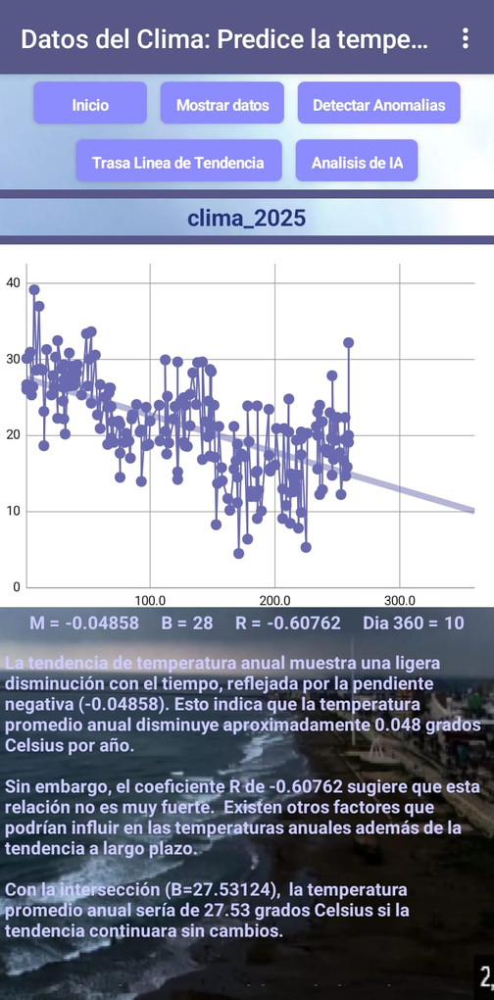 Datos del Clima: Predice la tempe...
Inicio
Mostrar datos
Detectar Anomalias
Trasa Linea de Tendencia
Analisis de IA
clima_2025
40
30
20
10
0
100.0
200.0
300.0
M = -0.04858 B = 28 R = -0.60762 Dia 360 = 10
La tendencia de temperatura anual muestra una ligera
disminución con el tiempo, reflejada por la pendiente
negativa (-0.04858). Esto indica que la temperatura
promedio anual disminuye aproximadamente 0.048 grados
Celsius por año.
Sin embargo, el coeficiente R de -0.60762 sugiere que esta
relación no es muy fuerte. Existen otros factores que
podrían influir en las temperaturas anuales además de la
tendencia a largo plazo.
Con la intersección (B=27.53124), la temperatura
promedio anual sería de 27.53 grados Celsius si la
tendencia continuara sin cambios.
2,